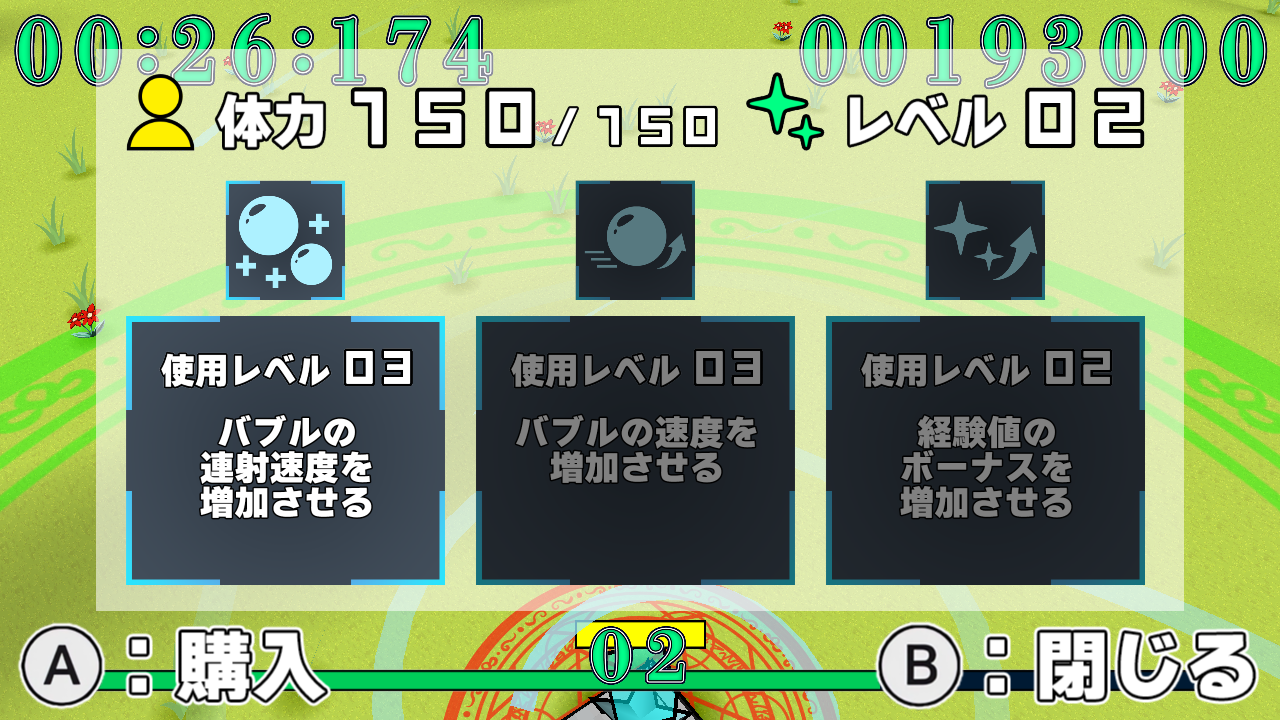 00:26:174
00193000
体力 150/150
レベル 02
使用レベル 03
バブルの
連射速度を
増加させる
使用レベル 03
バブルの速度を
増加させる
使用レベル 02
経験値の
ボーナスを
増加させる
A:購入
02
B:閉じる